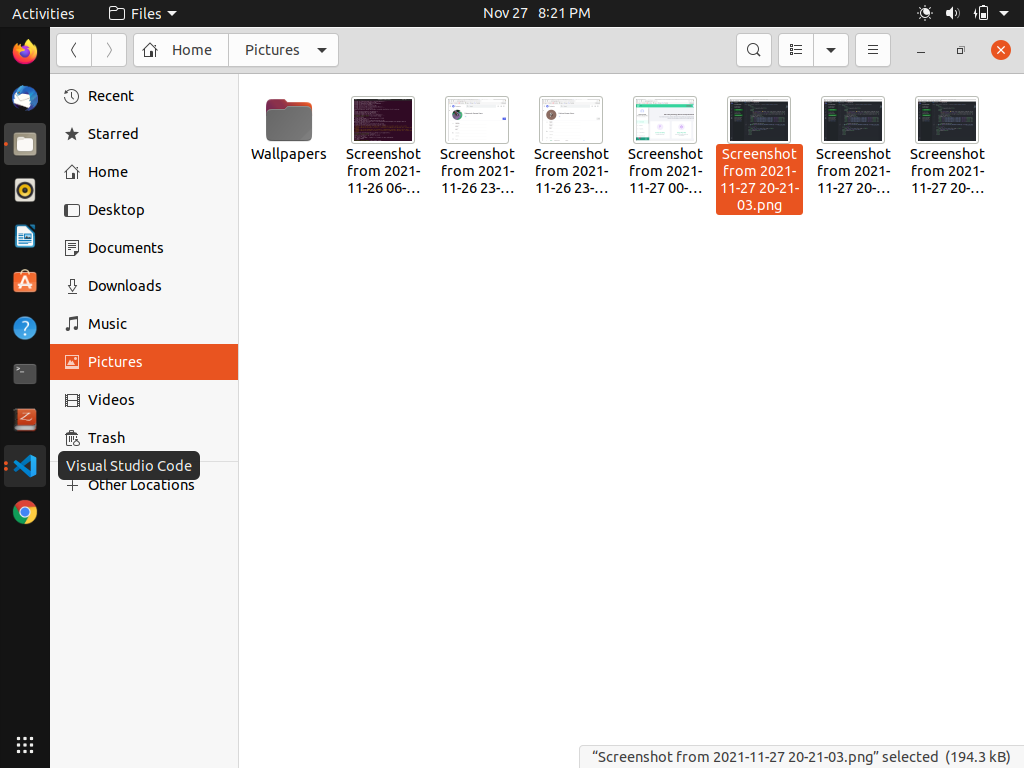 Activities
Files
Nov 27 8:21 PM
Home
Pictures
Recent
Starred
Home
Desktop
Documents
Downloads
Music
Pictures
Videos
Trash
Visual Studio Code
Other Locations
Wallpapers
Screenshot
from 2021-
11-26 06-...
Screenshot
from 2021-
11-26 23-...
Screenshot
from 2021-
11-26 23-...
Screenshot
from 2021-
11-27 00-...
Screenshot
from 2021-
11-27 20-21-
03.png
Screenshot
from 2021-
11-27 20-...
Screenshot
from 2021-
11-27 20-...
“Screenshot from 2021-11-27 20-21-03.png” selected (194.3 kB)